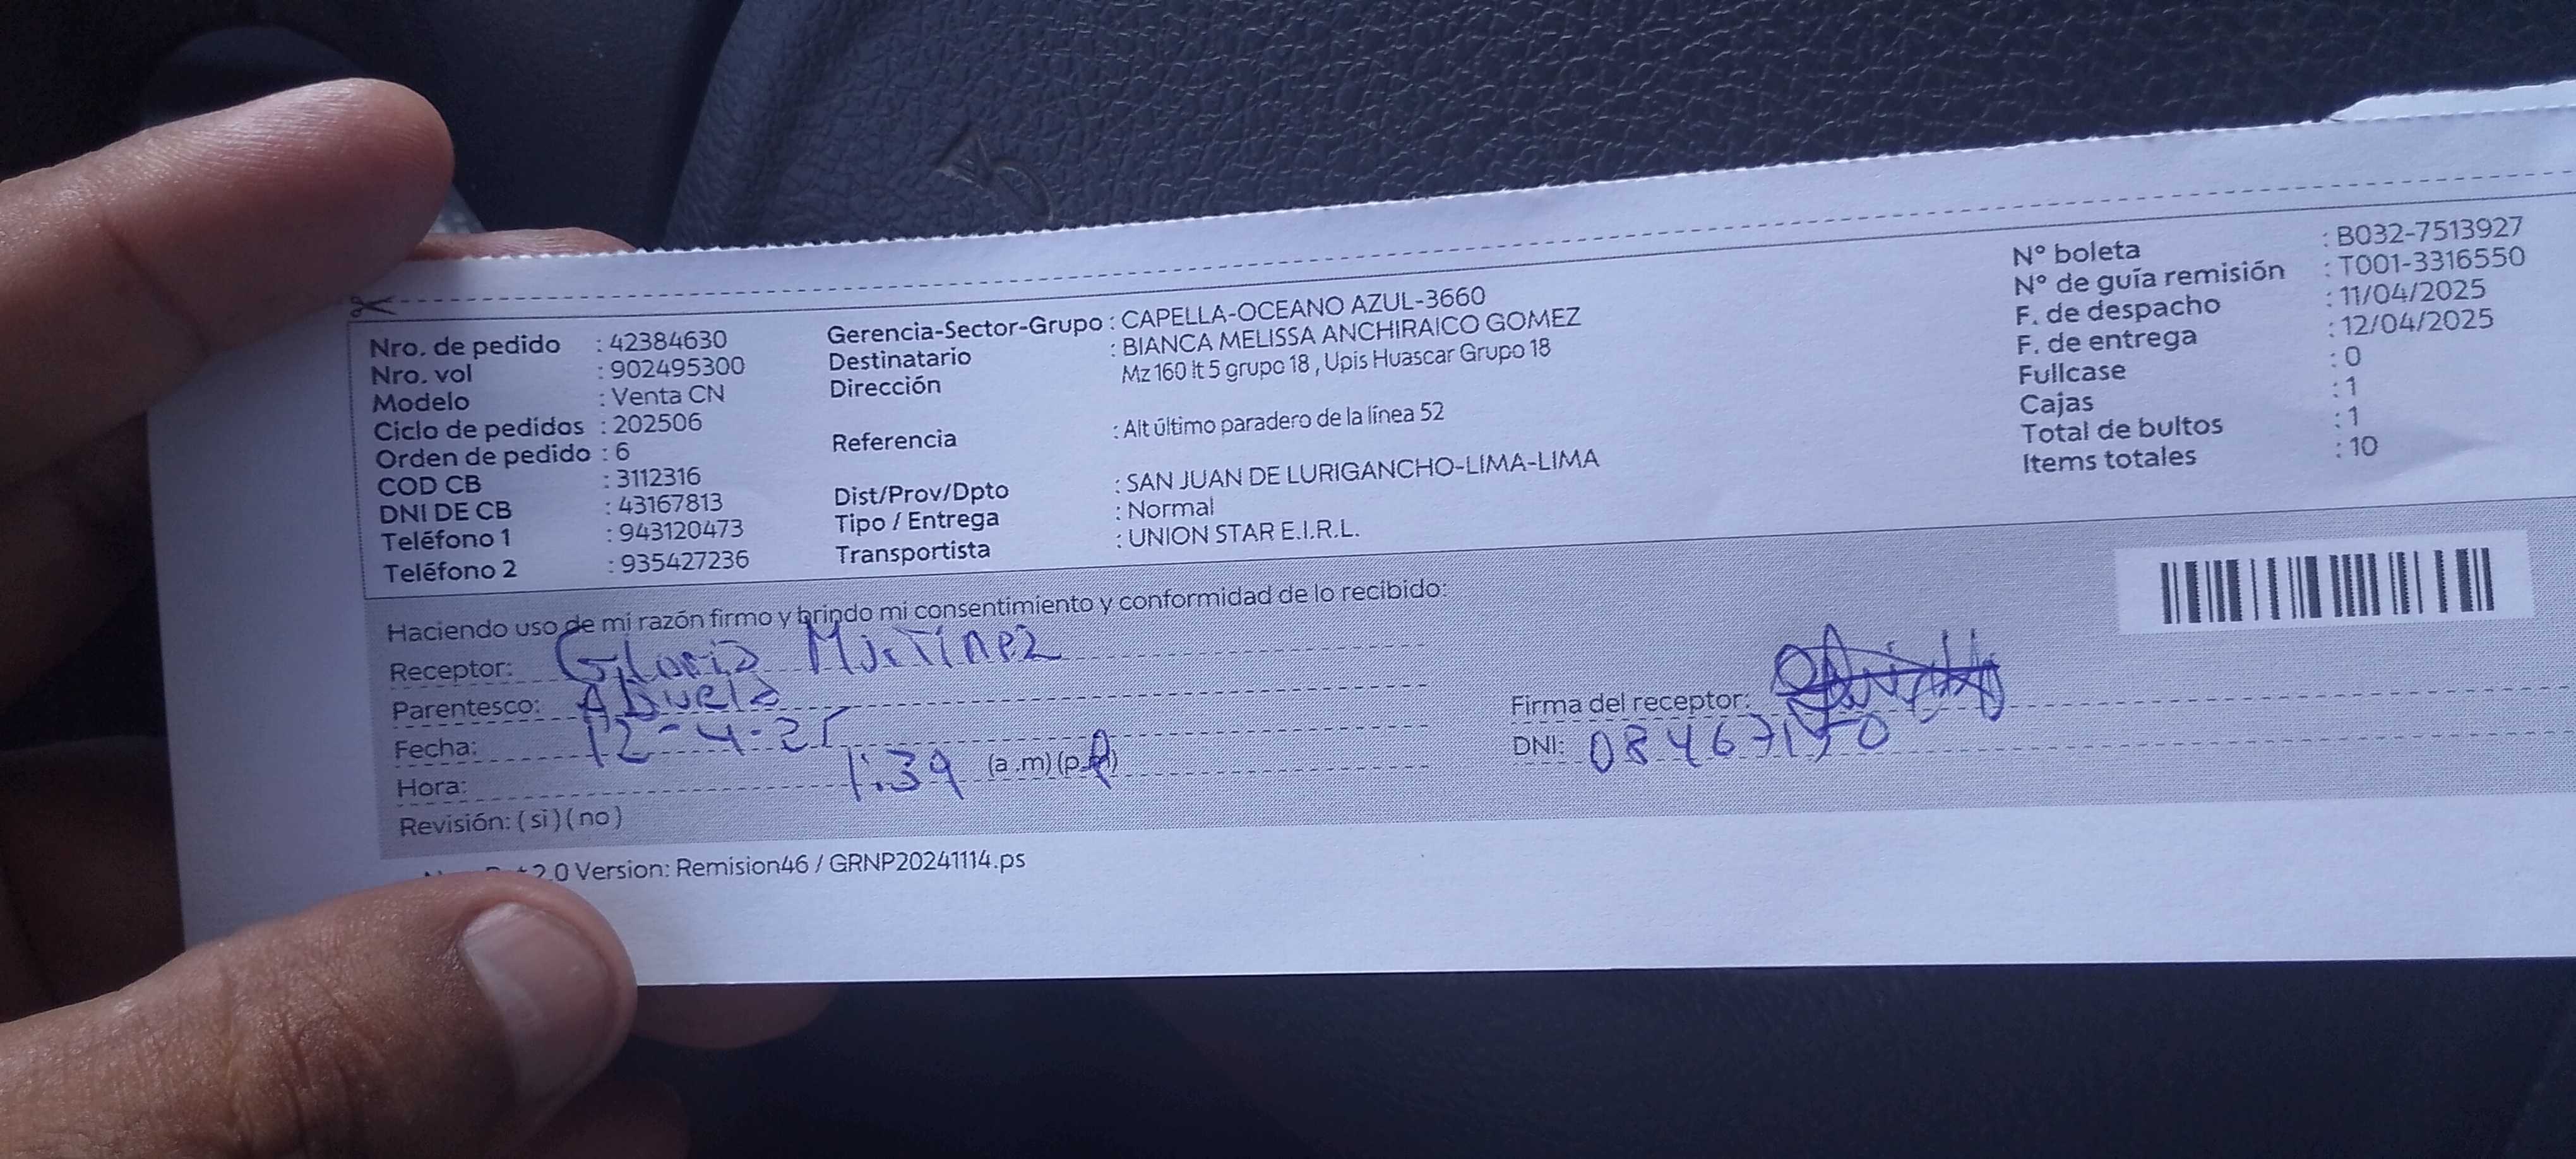 Nro. de pedido : 42384630
Nro. vol : 902495300
Modelo : Venta CN
Ciclo de pedidos : 202506
Orden de pedido : 6
COD CB : 3112316
DNI DE CB : 43167813
Teléfono 1 : 943120473
Teléfono 2 : 935427236
Gerencia-Sector-Grupo : CAPELLA-OCEANO AZUL-3660
Destinatario : BIANCA MELISSA ANCHIRAICO GOMEZ
Dirección Mz 160 lt 5 grupo 18 , Upis Huascar Grupo 18
Referencia : Alt último paradero de la línea 52
Dist/Prov/Dpto : SAN JUAN DE LURIGANCHO-LIMA-LIMA
Tipo / Entrega : Normal
Transportista : UNION STAR E.I.R.L.
N° boleta : B032-7513927
N° de guía remisión : T001-3316550
F. de despacho : 11/04/2025
F. de entrega : 12/04/2025
Fullcase : 0
Cajas : 1
Total de bultos : 1
Items totales : 10
Haciendo uso de mi razón firmo y brindo mi consentimiento y conformidad de lo recibido:
Receptor: Gloria Martinez
Parentesco: Abuela
Fecha: 12-4-25
Hora: 1:39 (a.m)(p.m)
Revisión: (si)(no)
Firma del receptor:
DNI: 08467150
2.0 Version: Remision46 / GRNP20241114.ps